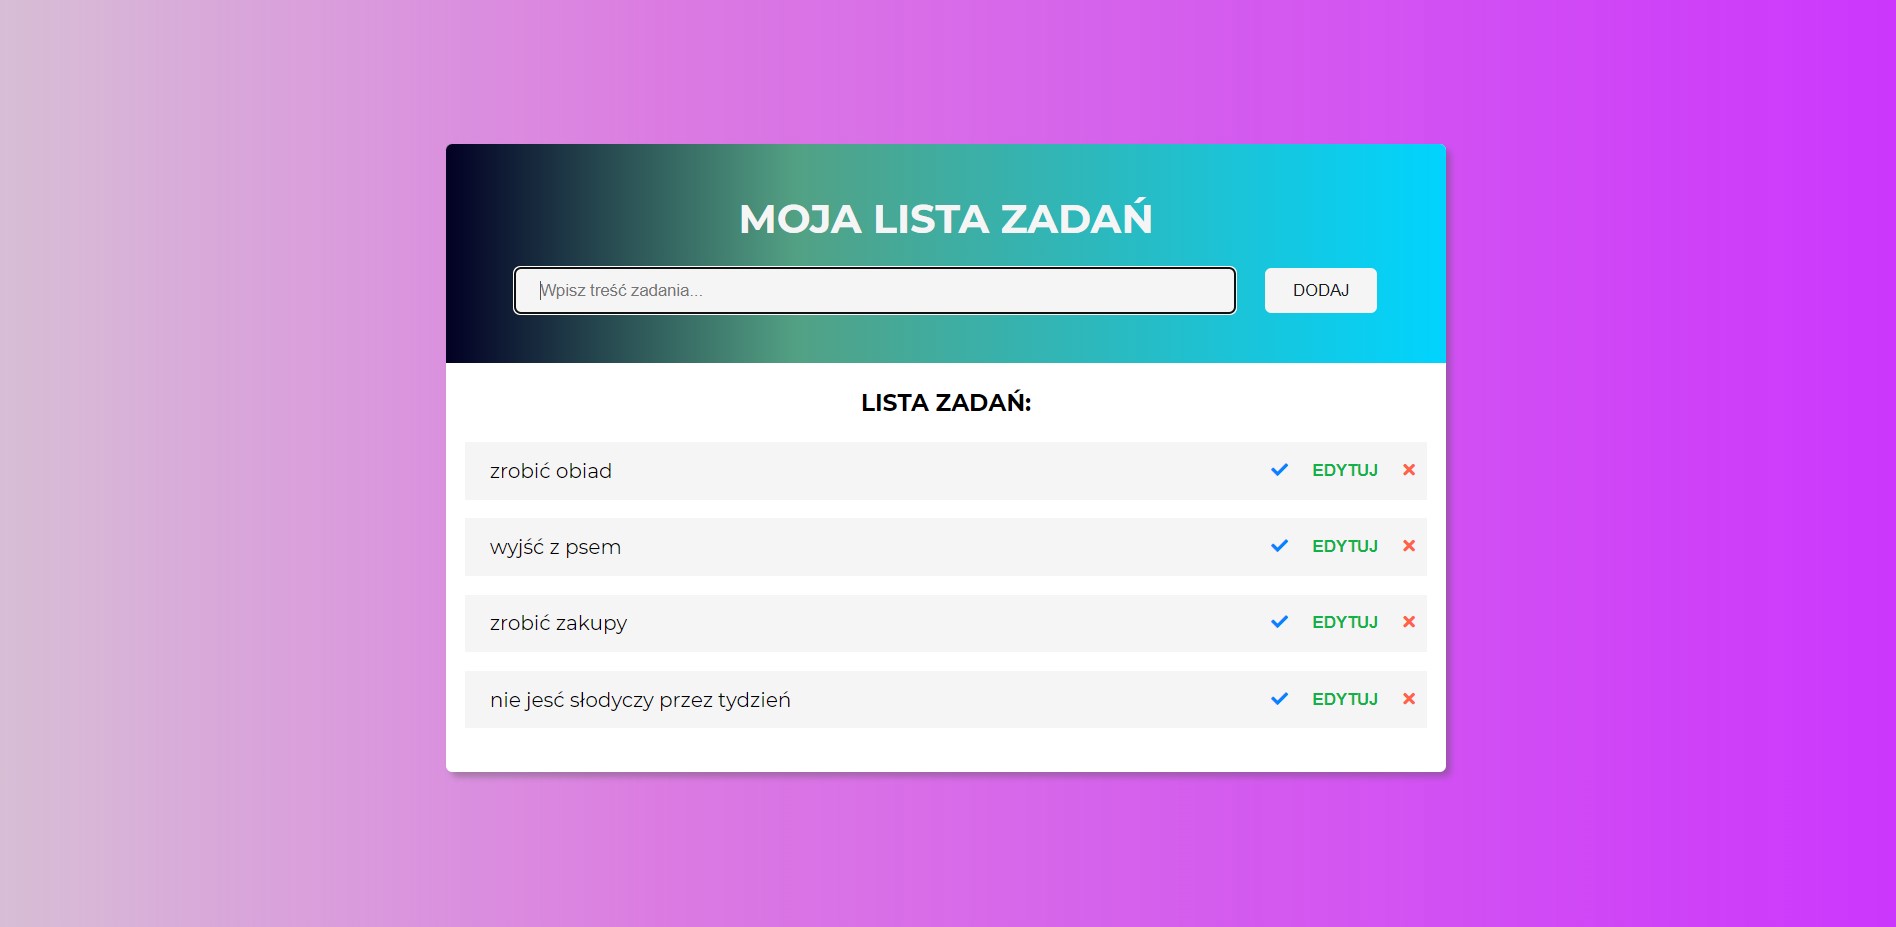 MOJA LISTA ZADAŃ
Wpisz treść zadania...
DODAJ
LISTA ZADAŃ:
zrobić obiad EDYTUJ
wyjść z psem EDYTUJ
zrobić zakupy EDYTUJ
nie jesć słodyczy przez tydzień EDYTUJ